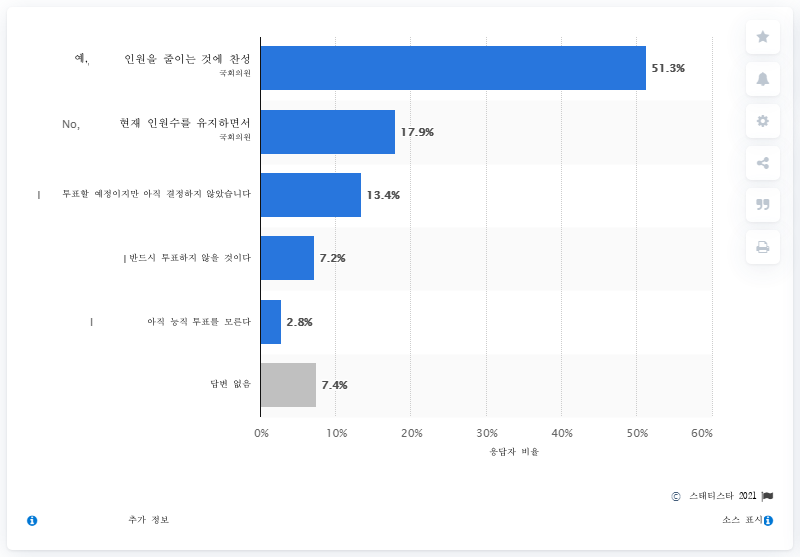 예, 인원을 줄이는 것에 찬성
국회의원
51.3%
No, 현재 인원수를 유지하면서
국회의원
17.9%
| 투표할 예정이지만 아직 결정하지 않았습니다
13.4%
| 반드시 투표하지 않을 것이다
7.2%
| 아직 능직 투표를 모른다
2.8%
답변 없음
7.4%
0% 10% 20% 30% 40% 50% 60%
응답자 비율
© 스태티스타 2021
추가 정보
소스 표시